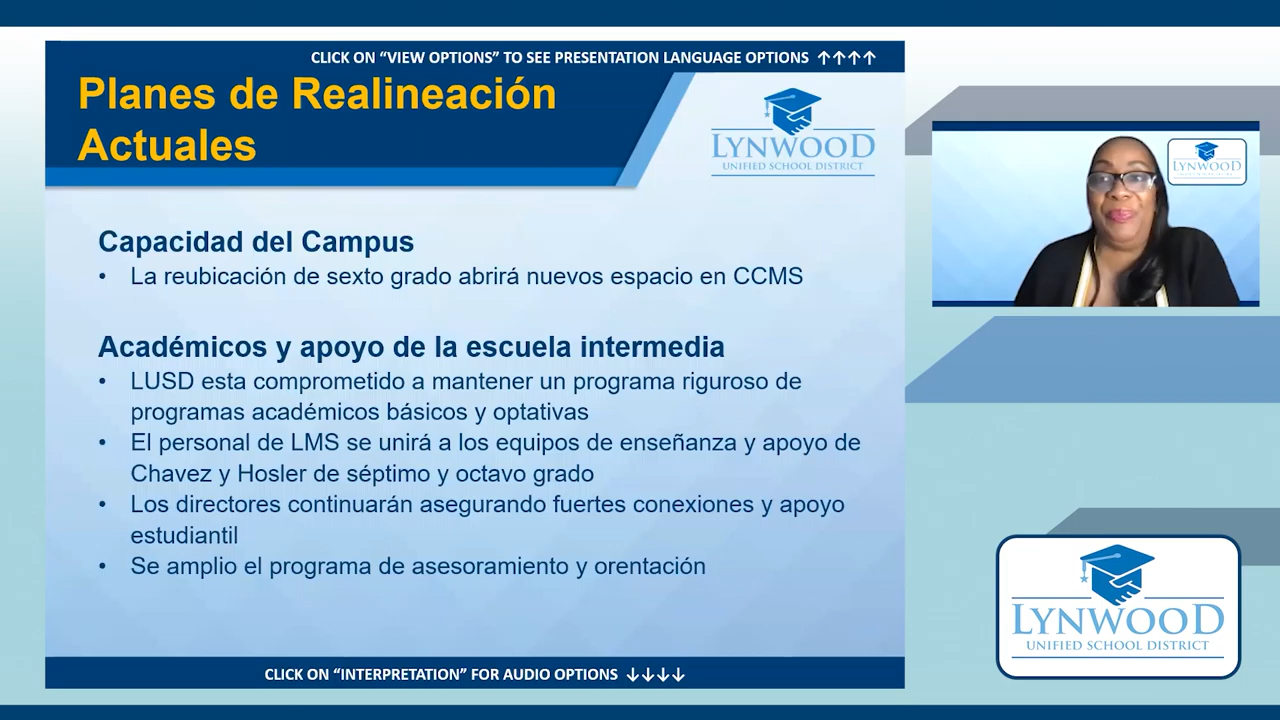 CLICK ON “VIEW OPTIONS” TO SEE PRESENTATION LANGUAGE OPTIONS ↑↑↑↑
Planes de Realineación
Actuales
LYNWOOD
UNIFIED SCHOOL DISTRICT
Capacidad del Campus
• La reubicación de sexto grado abrirá nuevos espacio en CCMS
Académicos y apoyo de la escuela intermedia
• LUSD esta comprometido a mantener un programa riguroso de
programas académicos básicos y optativas
• El personal de LMS se unirá a los equipos de enseñanza y apoyo de
Chavez y Hosler de séptimo y octavo grado
• Los directores continuarán asegurando fuertes conexiones y apoyo
estudiantil
• Se amplio el programa de asesoramiento y orentación
CLICK ON “INTERPRETATION” FOR AUDIO OPTIONS ↓↓↓↓
LYNWOOD
LYNWOOD
UNIFIED SCHOOL DISTRICT